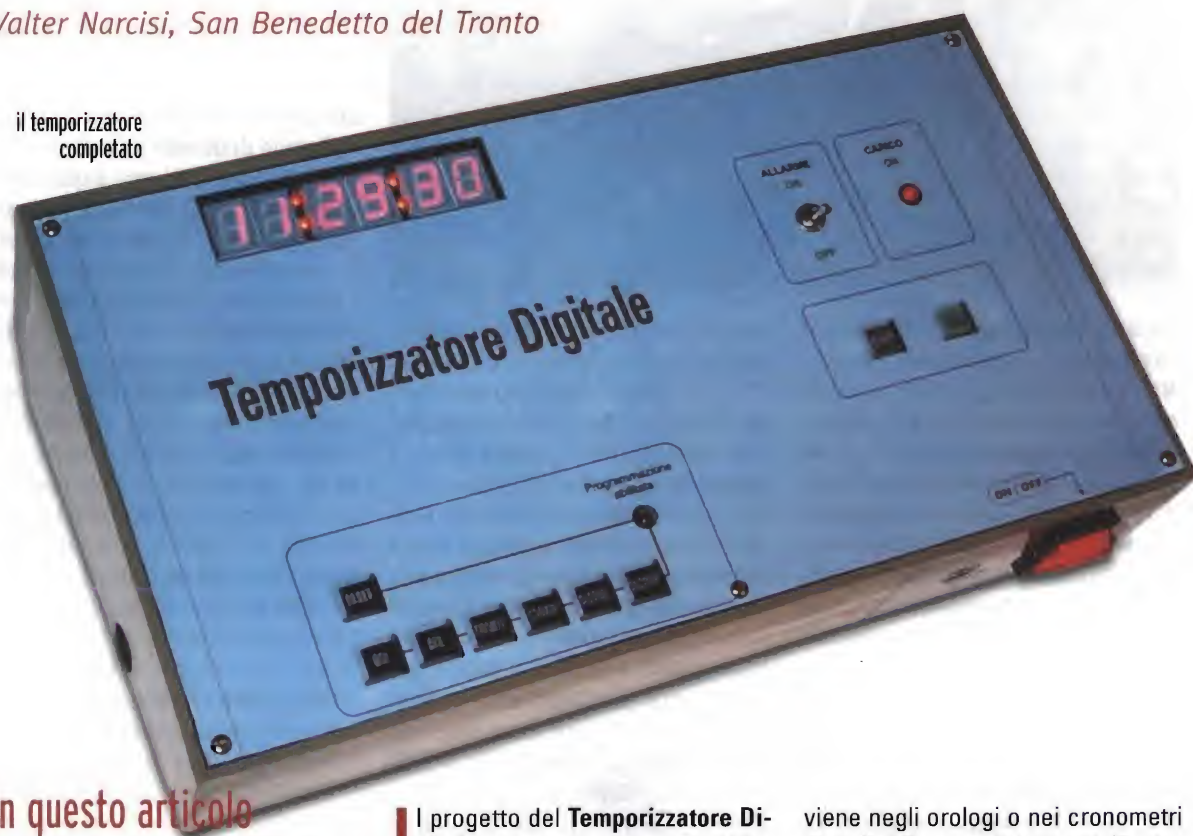 Valter Narcisi, San Benedetto del Tronto
il temporizzatore
completato
11:29:30
ALLARME
ON
OFF
CARICO
ON
Temporizzatore Digitale
Programmazione
abilitata
ON / OFF
n questo articolo
l progetto del Temporizzatore Di-
viene negli orologi o nei cronometri